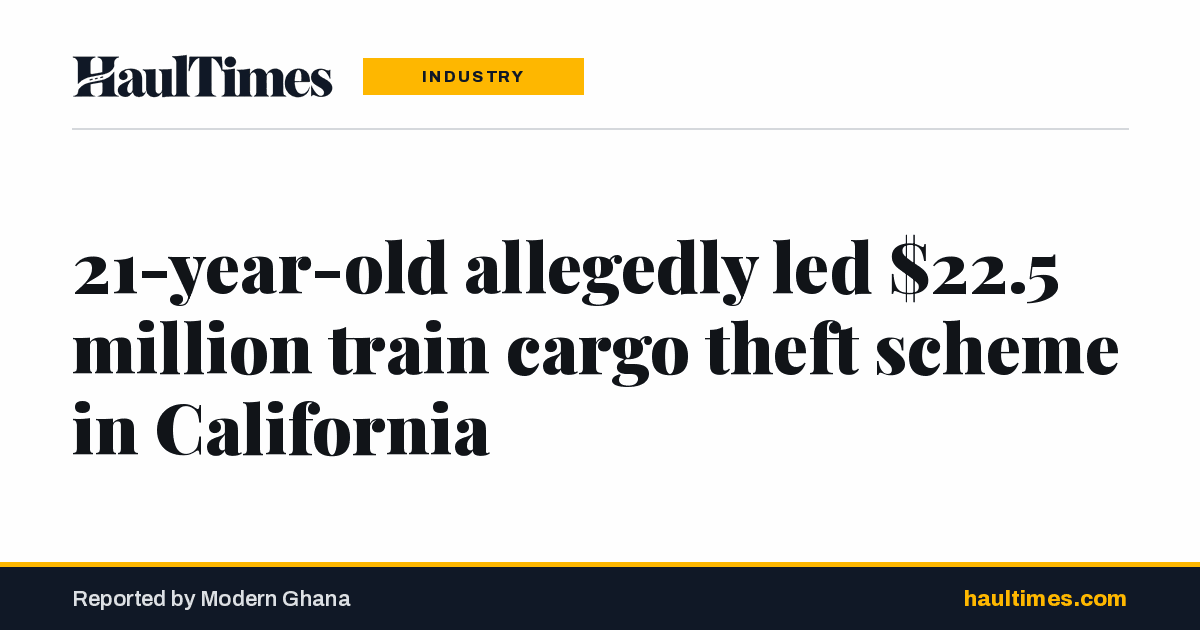 HaulTimes
INDUSTRY
21-year-old allegedly led $22.5
million train cargo theft scheme
in California
Reported by Modern Ghana
haultimes.com